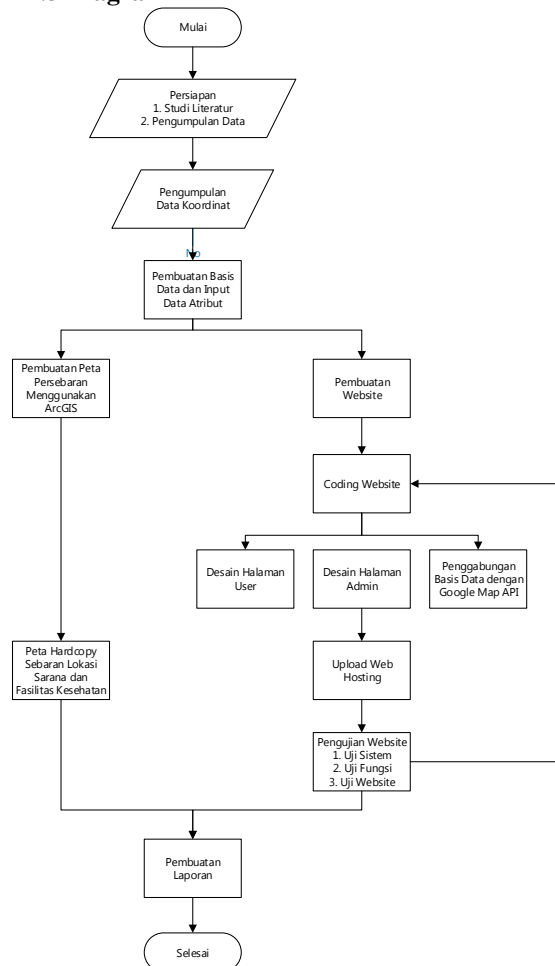 Mulai
Persiapan
1. Studi Literatur
2. Pengumpulan Data
Pengumpulan
Data Koordinat
No
Pembuatan Basis
Data dan Input
Data Atribut
Pembuatan Peta
Persebaran
Menggunakan
ArcGIS
Pembuatan
Website
Coding Website
Desain Halaman
User
Desain Halaman
Admin
Penggabungan
Basis Data dengan
Google Map API
Peta Hardcopy
Sebaran Lokasi
Sarana dan
Fasilitas Kesehatan
Upload Web
Hosting
Pengujian Website
1. Uji Sistem
2. Uji Fungsi
3. Uji Website
Pembuatan
Laporan
Selesai